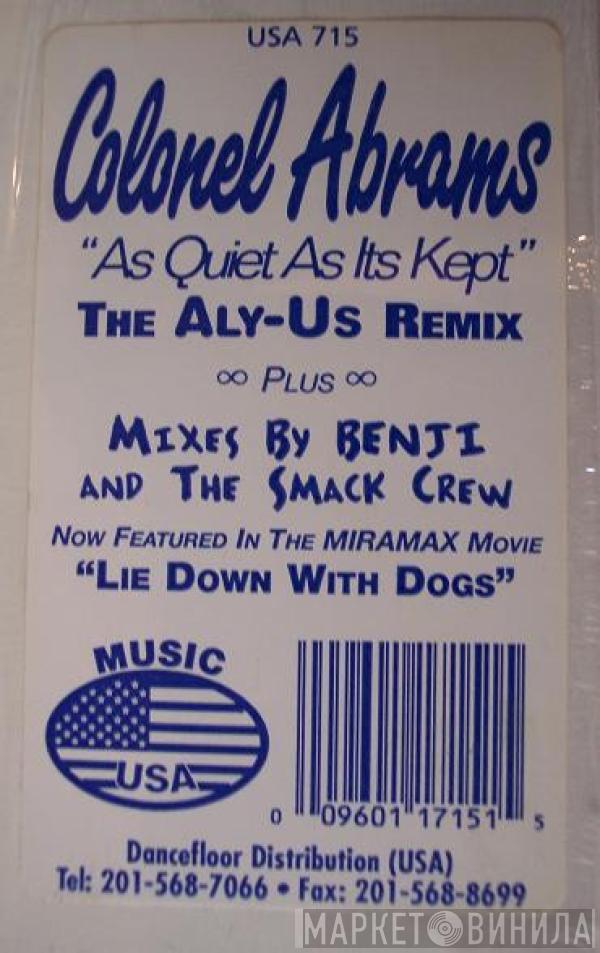 USA 715
Colonel Abrams
"As Quiet As Its Kept"
The Aly-Us Remix
∞ Plus ∞
Mixes By BENJI
and The Smack Crew
Now Featured In The MIRAMAX Movie
"Lie Down With Dogs"
MUSIC
USA
0 09601 17151 5
Dancefloor Distribution (USA)
Tel: 201-568-7066 • Fax: 201-568-8699
МАРКЕТ ВИНИЛА